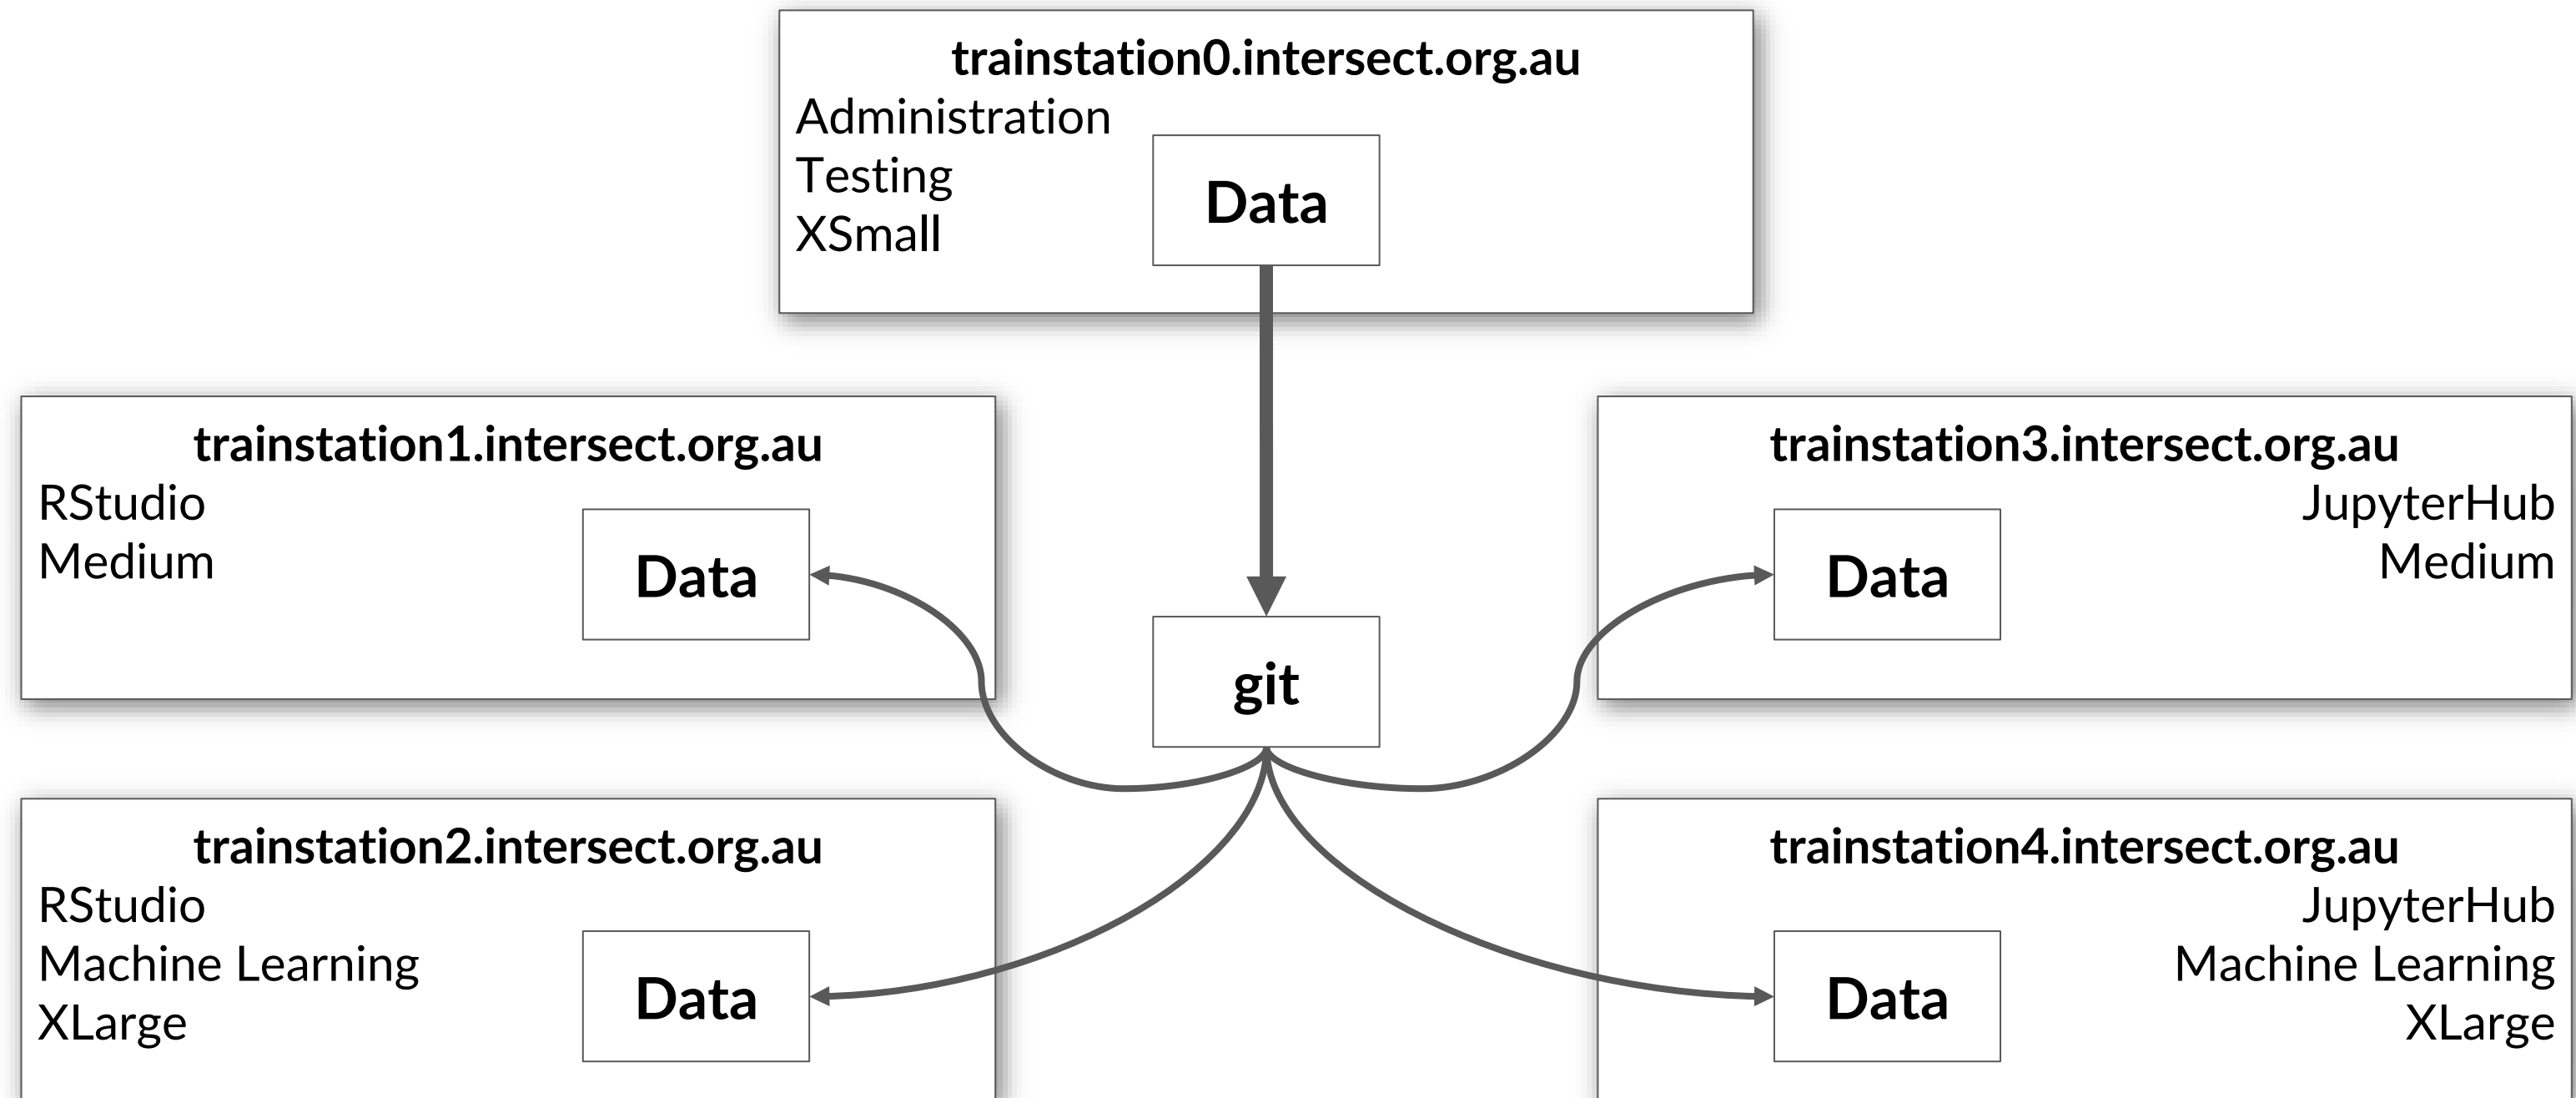 trainstation0.intersect.org.au
Administration
Testing
XSmall
Data
trainstation1.intersect.org.au
RStudio
Medium
Data
trainstation3.intersect.org.au
JupyterHub
Medium
Data
git
trainstation2.intersect.org.au
RStudio
Machine Learning
XLarge
Data
trainstation4.intersect.org.au
JupyterHub
Machine Learning
XLarge
Data